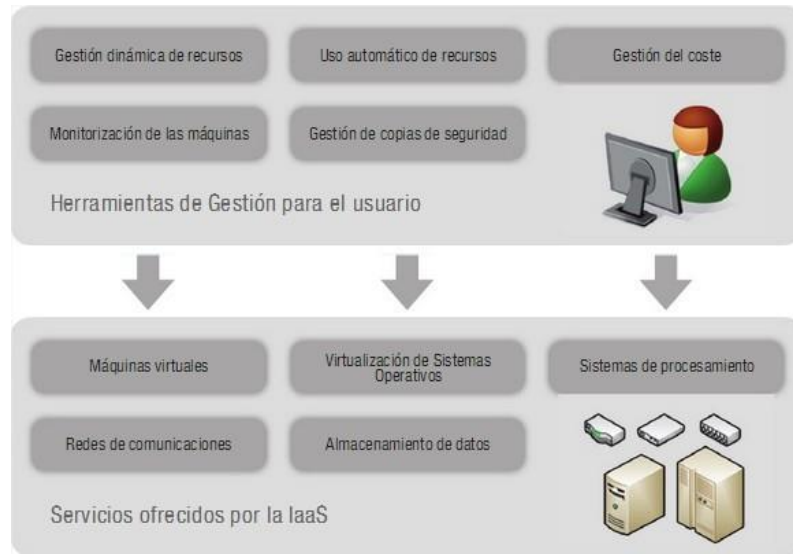 Gestión dinámica de recursos
Uso automático de recursos
Gestión del coste
Monitorización de las máquinas
Gestión de copias de seguridad
Herramientas de Gestión para el usuario
Máquinas virtuales
Virtualización de Sistemas
Operativos
Sistemas de procesamiento
Redes de comunicaciones
Almacenamiento de datos
Servicios ofrecidos por la IaaS